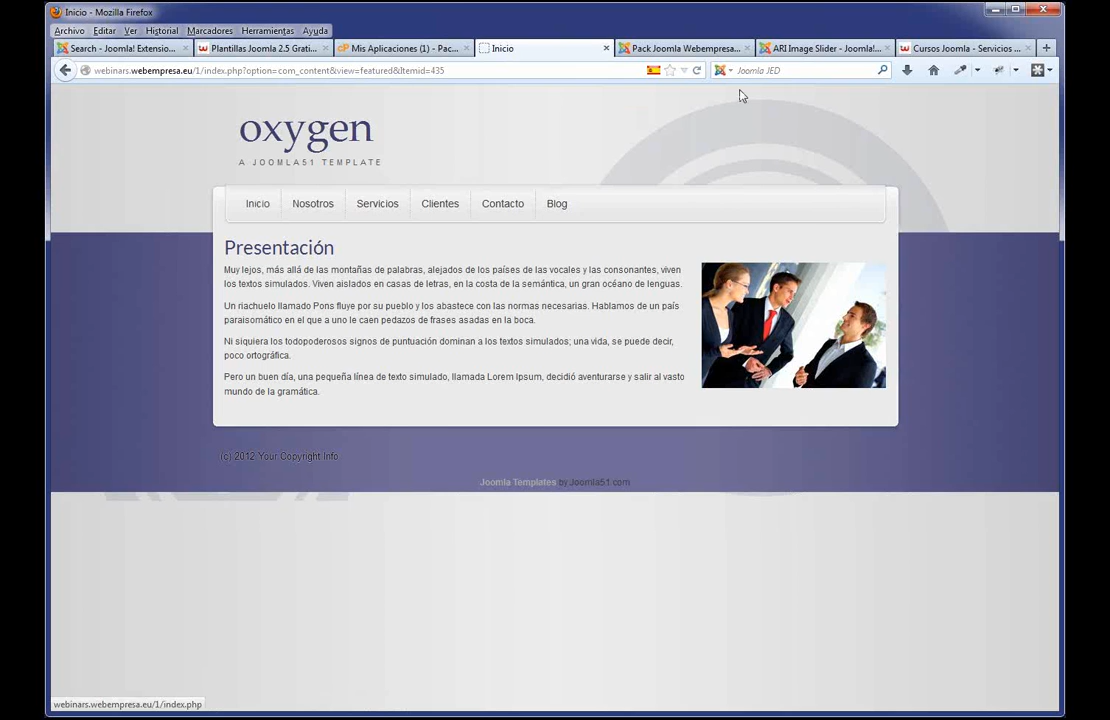 Inicio - Mozilla Firefox
Archivo Editar Ver Historial Marcadores Herramientas Ayuda
Search - Joomla! Extensio... Plantillas Joomla 2.5 Grati... Mis Aplicaciones (1) - Pac... Inicio Pack Joomla Webempresa... ARI Image Slider - Joomla!... Cursos Joomla - Servicios ...
webinars.webempresa.eu/1/index.php?option=com_content&view=featured&Itemid=435 Joomla JED
oxygen
A JOOMLA51 TEMPLATE
Inicio Nosotros Servicios Clientes Contacto Blog
Presentación
Muy lejos, más allá de las montañas de palabras, alejados de los países de las vocales y las consonantes, viven
los textos simulados. Viven aislados en casas de letras, en la costa de la semántica, un gran océano de lenguas.
Un riachuelo llamado Pons fluye por su pueblo y los abastece con las normas necesarias. Hablamos de un país
paraisomático en el que a uno le caen pedazos de frases asadas en la boca.
Ni siquiera los todopoderosos signos de puntuación dominan a los textos simulados; una vida, se puede decir,
poco ortográfica.
Pero un buen día, una pequeña línea de texto simulado, llamada Lorem Ipsum, decidió aventurarse y salir al vasto
mundo de la gramática.
(c) 2012 Your Copyright Info.
Joomla Templates by Joomla51.com
webinars.webempresa.eu/1/index.php